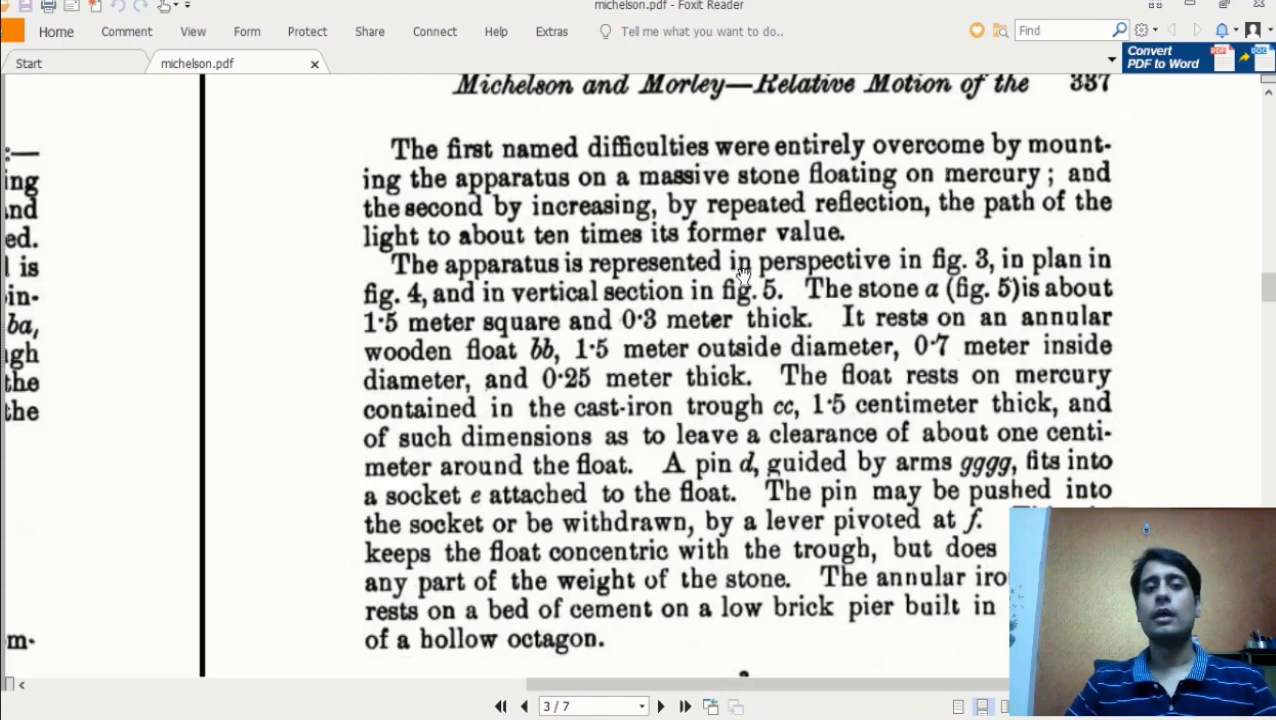 michelson.pdf - Foxit Reader
Home Comment View Form Protect Share Connect Help Extras Tell me what you want to do.. Find
Start michelson.pdf
Convert
PDF to Word
Michelson and Morley—Relative Motion of the 337
The first named difficulties were entirely overcome by mount-
ing the apparatus on a massive stone floating on mercury ; and
the second by increasing, by repeated reflection, the path of the
light to about ten times its former value.
The apparatus is represented in perspective in fig. 3, in plan in
fig. 4, and in vertical section in fig. 5. The stone a (fig. 5) is about
1·5 meter square and 0·3 meter thick. It rests on an annular
wooden float bb, 1·5 meter outside diameter, 0·7 meter inside
diameter, and 0·25 meter thick. The float rests on mercury
contained in the cast-iron trough cc, 1·5 centimeter thick, and
of such dimensions as to leave a clearance of about one centi-
meter around the float. A pin d, guided by arms gggg, fits into
a socket e attached to the float. The pin may be pushed into
the socket or be withdrawn, by a lever pivoted at f.
keeps the float concentric with the trough, but does
any part of the weight of the stone. The annular iro
rests on a bed of cement on a low brick pier built in
of a hollow octagon.
:—
ing
nd
ed.
l is
in-
ba,
gh
the
the
m-
3 / 7